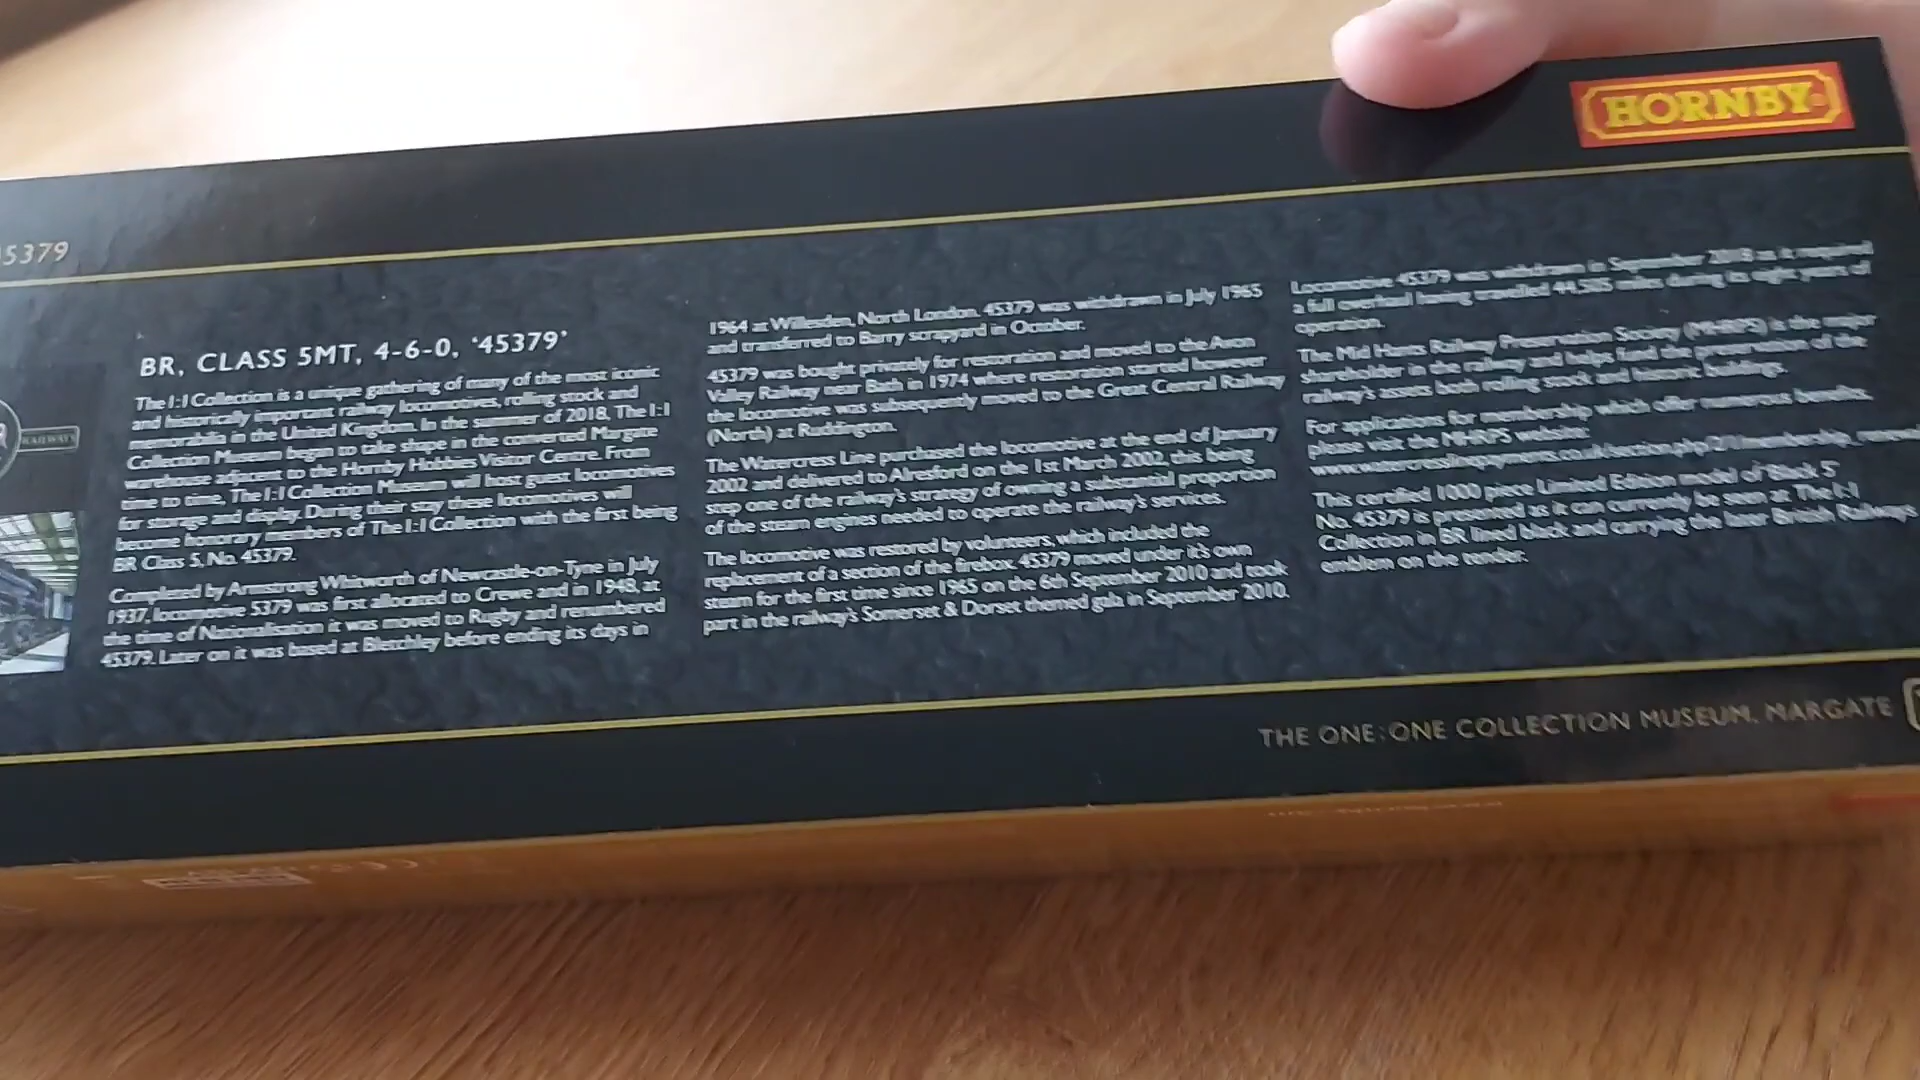 HORNBY
5379
RAILWAYS
BR, CLASS 5MT, 4-6-0, ‘45379’
The 1:1 Collection is a unique gathering of many of the most iconic
and historically important railway locomotives, rolling stock and
memorabilia in the United Kingdom. In the summer of 2018, The 1:1
Collection Museum began to take shape in the converted Margate
warehouse adjacent to the Hornby Hobbies Visitor Centre. From
time to time, The 1:1 Collection Museum will host guest locomotives
for storage and display. During their stay these locomotives will
become honorary members of The 1:1 Collection with the first being
BR Class 5, No. 45379.
Completed by Armstrong Whitworth of Newcastle-on-Tyne in July
1937, locomotive 5379 was first allocated to Crewe and in 1948, at
the time of Nationalisation it was moved to Rugby and renumbered
45379. Later on it was based at Bletchley before ending its days in
1964 at Willesden, North London. 45379 was withdrawn in July 1965
and transferred to Barry scrapyard in October.
45379 was bought privately for restoration and moved to the Avon
Valley Railway near Bath in 1974 where restoration started however
the locomotive was subsequently moved to the Great Central Railway
(North) at Ruddington.
The Watercress Line purchased the locomotive at the end of January
2002 and delivered to Alresford on the 1st March 2002, this being
step one of the railway's strategy of owning a substantial proportion
of the steam engines needed to operate the railway's services.
The locomotive was restored by volunteers, which included the
replacement of a section of the firebox. 45379 moved under it's own
steam for the first time since 1965 on the 6th September 2010 and took
part in the railway's Somerset & Dorset themed gala in September 2010.
Locomotive 45379 was withdrawn in September 2018 as it required
a full overhaul having travelled 44,585 miles during its eight years of
operation.
The Mid Hants Railway Preservation Society (MHRPS) is the major
shareholder in the railway and helps fund the preservation of the
railway's assets both rolling stock and historic buildings.
For applications for membership which offer numerous benefits,
please visit the MHRPS website:
This certified 1000 piece Limited Edition model of 'Black 5'
No. 45379 is presented as it can currently be seen at The 1:1
Collection in BR lined black and carrying the later British Railways
emblem on the tender.
THE ONE:ONE COLLECTION MUSEUM, MARGATE